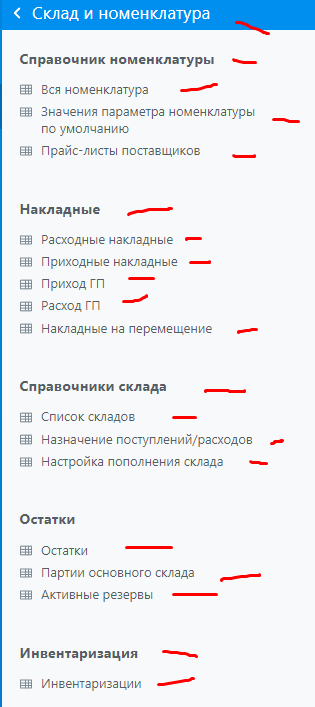 Склад и номенклатура
Справочник номенклатуры
Вся номенклатура
Значения параметра номенклатуры
по умолчанию
Прайс-листы поставщиков
Накладные
Расходные накладные
Приходные накладные
Приход ГП
Расход ГП
Накладные на перемещение
Справочники склада
Список складов
Назначение поступлений/расходов
Настройка пополнения склада
Остатки
Остатки
Партии основного склада
Активные резервы
Инвентаризация
Инвентаризации